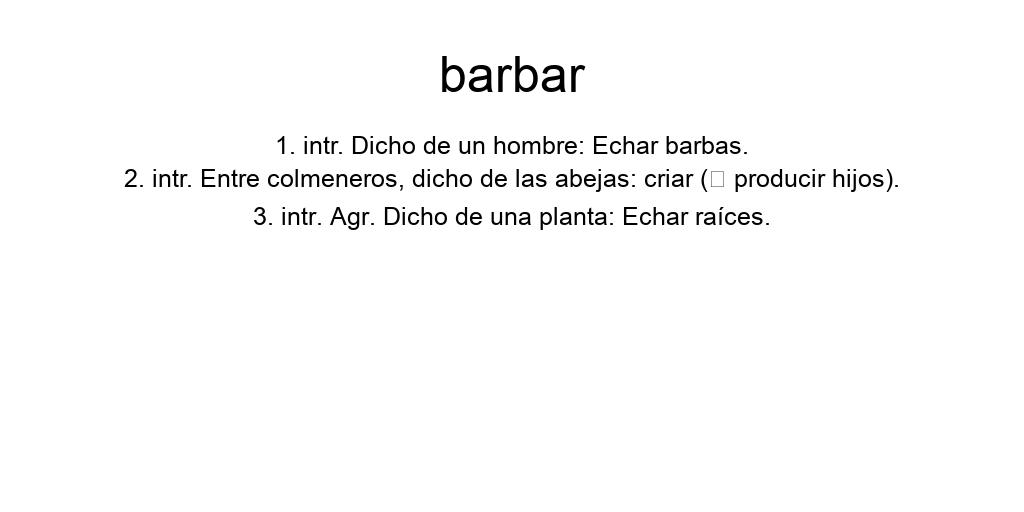 barbar
1. intr. Dicho de un hombre: Echar barbas.
2. intr. Entre colmeneros, dicho de las abejas: criar (□ producir hijos).
3. intr. Agr. Dicho de una planta: Echar raíces.